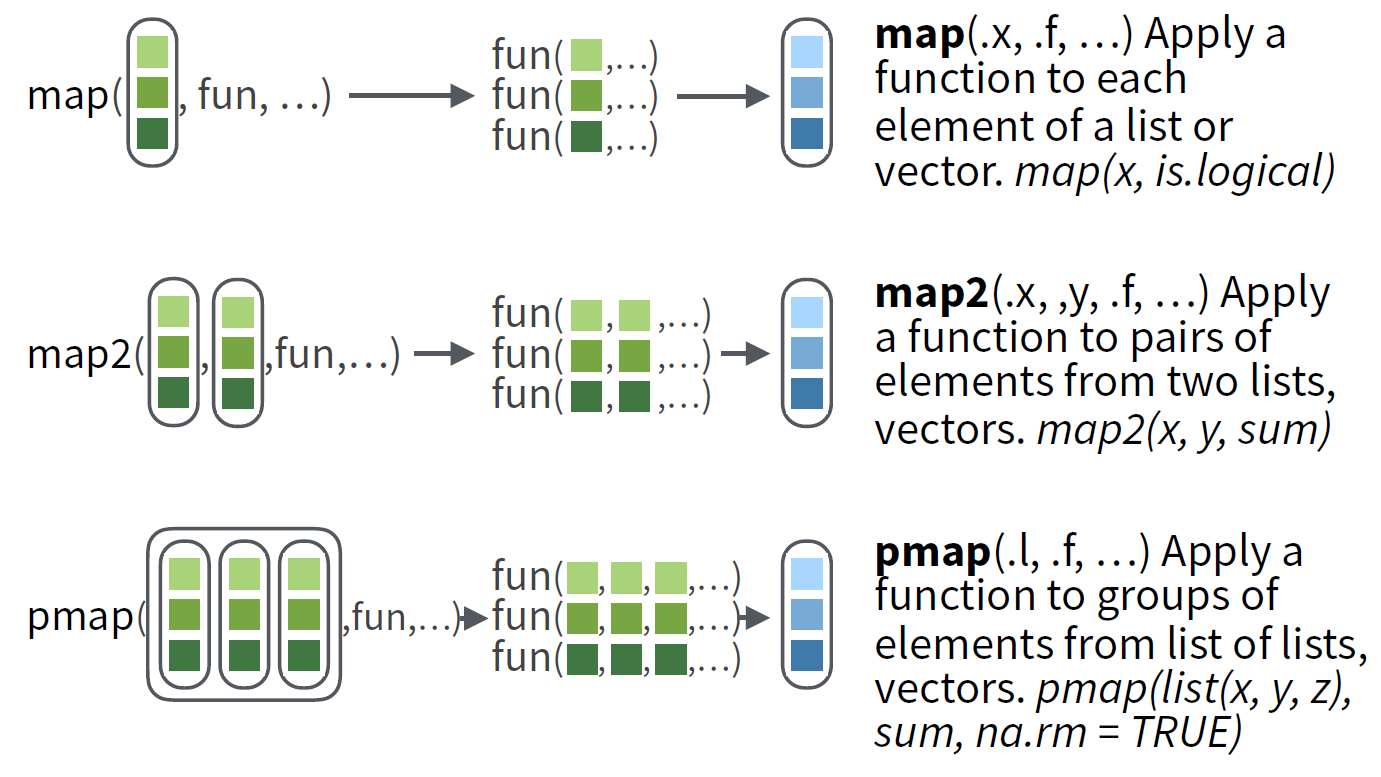 map( , fun, …)
fun( ,…)
fun( ,…)
fun( ,…)
map(.x, .f, …) Apply a
function to each
element of a list or
vector. map(x, is.logical)
map2( , ,fun,…)
fun( , ,…)
fun( , ,…)
fun( , ,…)
map2(.x, ,y, .f, …) Apply
a function to pairs of
elements from two lists,
vectors. map2(x, y, sum)
pmap( ,fun,…)
fun( , , ,…)
fun( , , ,…)
fun( , , ,…)
pmap(.l, .f, …) Apply a
function to groups of
elements from list of lists,
vectors. pmap(list(x, y, z),
sum, na.rm = TRUE)